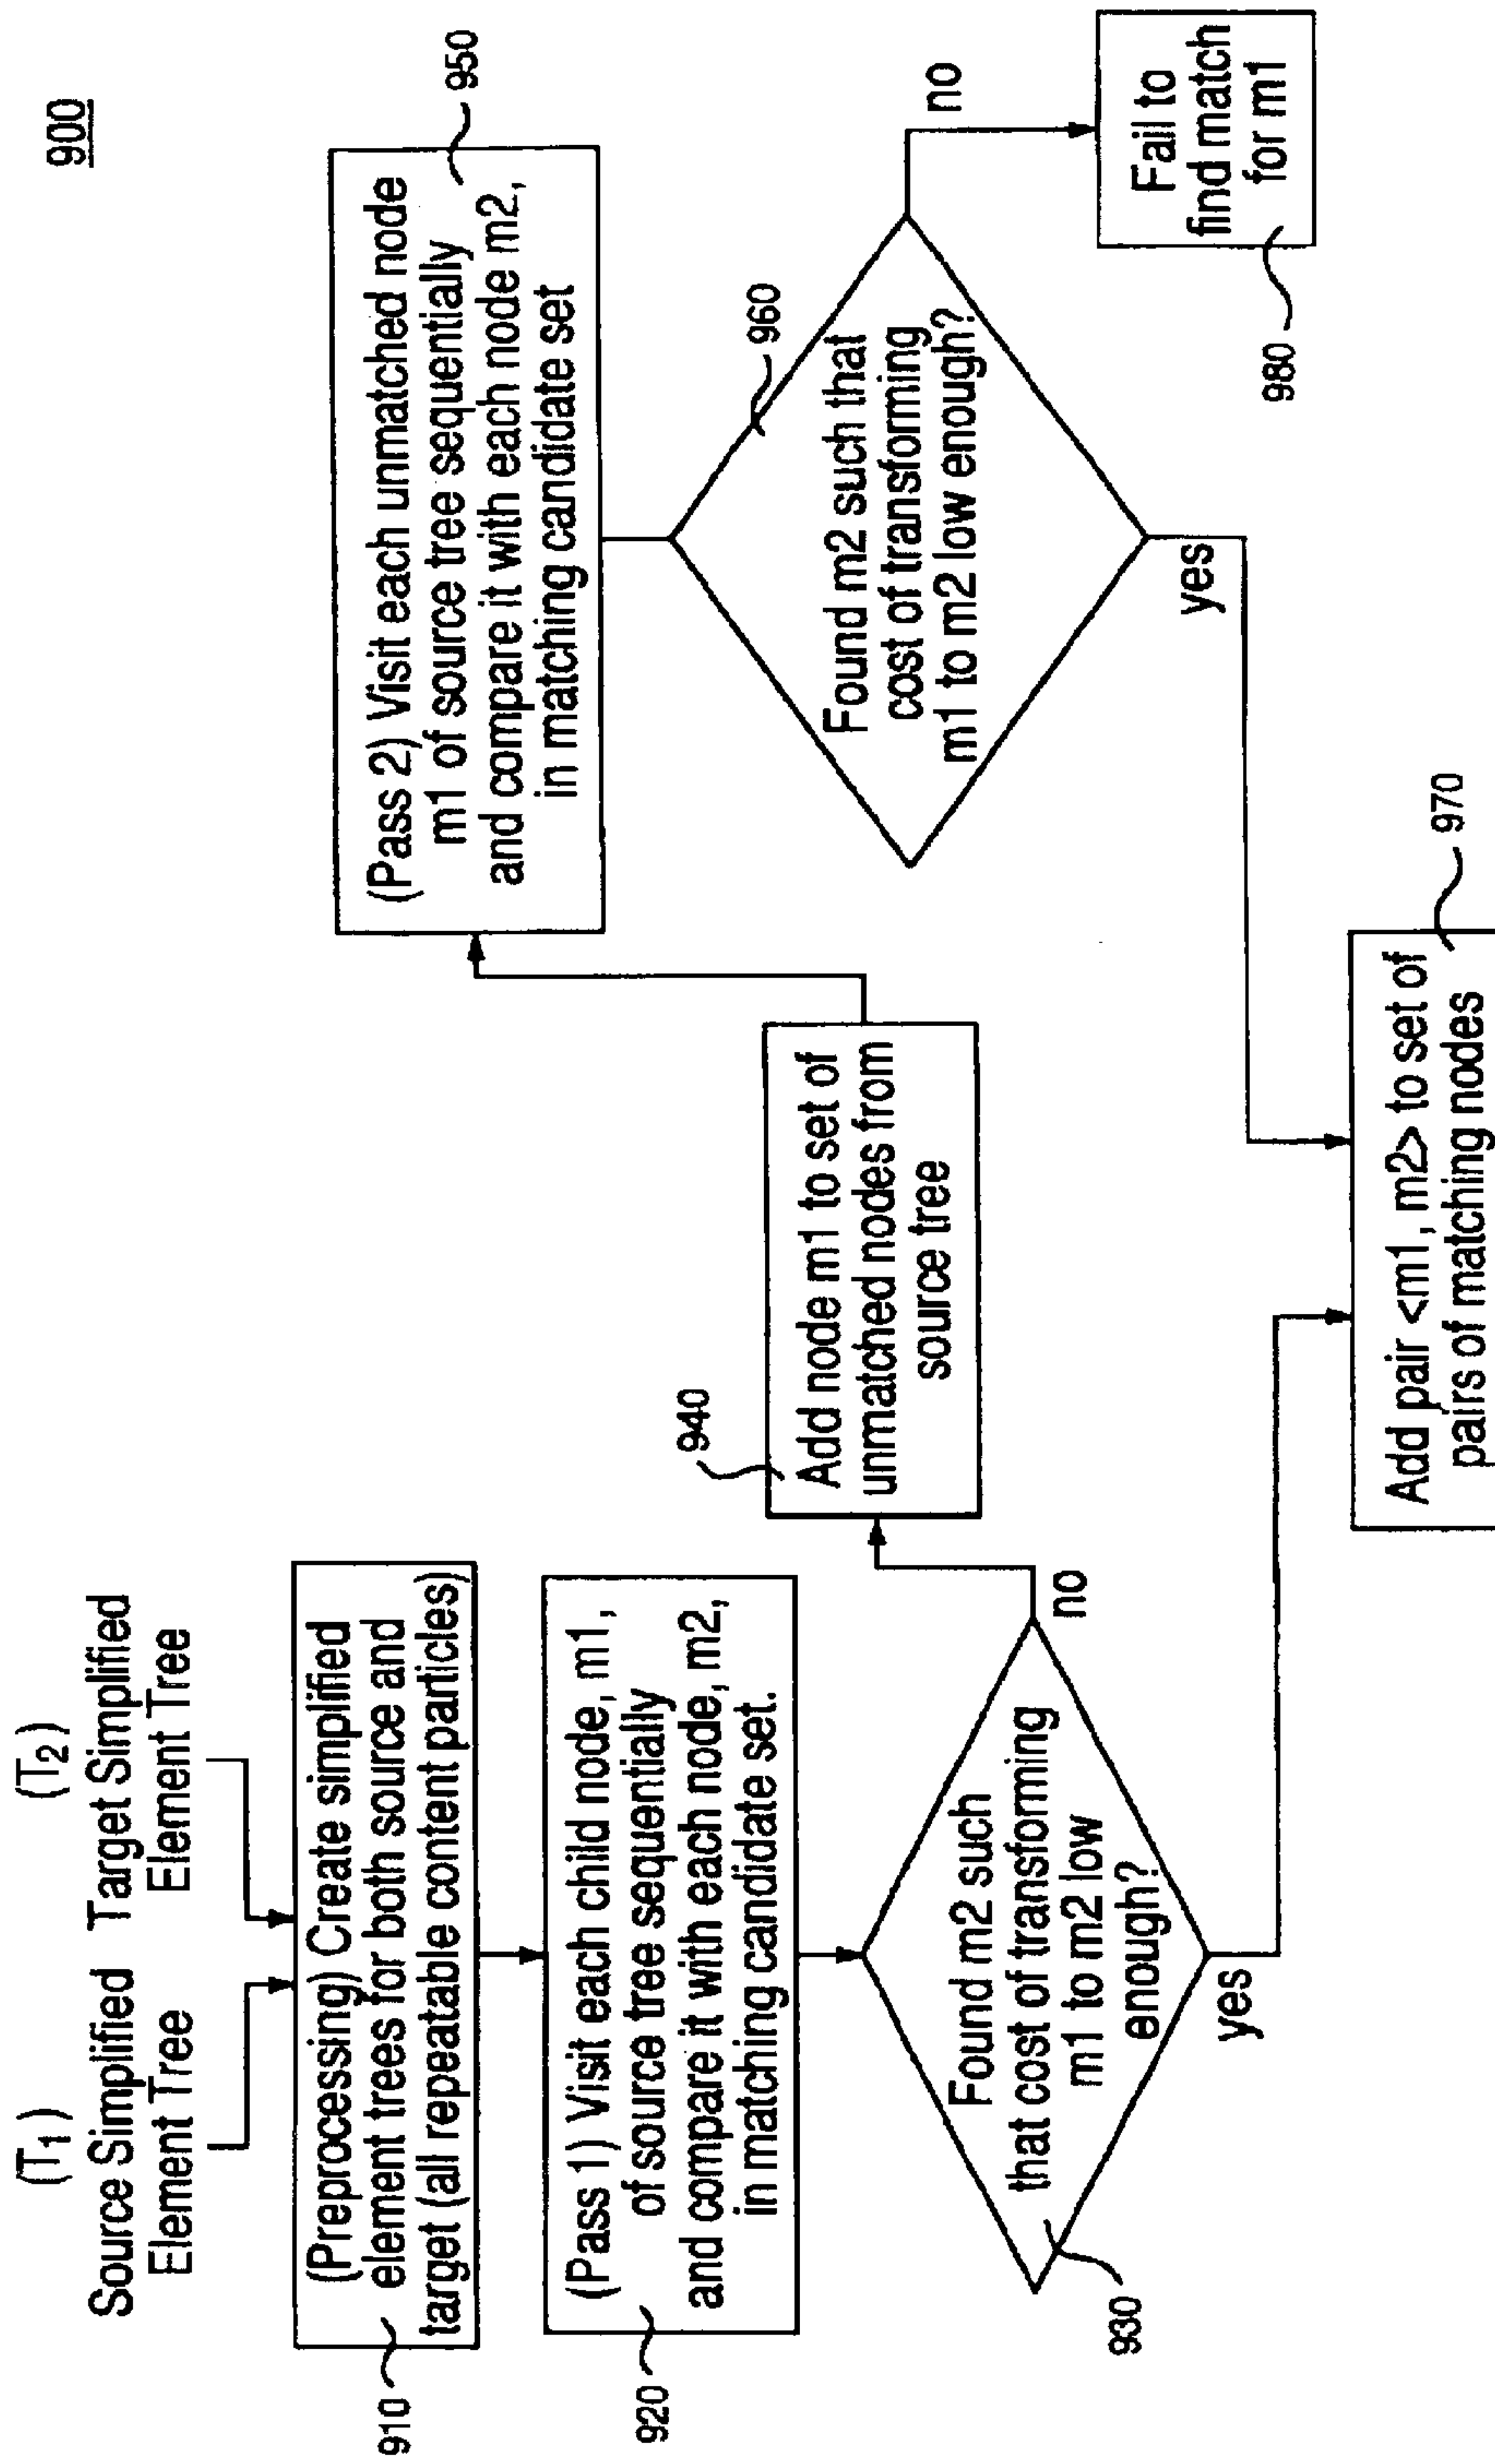 900
(T1)
Source Simplified
Element Tree
(T2)
Target Simplified
Element Tree
910
(Preprocessing) Create simplified
element trees for both source and
target (all repeatable content particles)
920
(Pass 1) Visit each child node, m1,
of source tree sequentially
and compare it with each node, m2,
in matching candidate set.
930
Found m2 such
that cost of transforming
m1 to m2 low
enough?
no
yes
940
Add node m1 to set of
unmatched nodes from
source tree
950
(Pass 2) Visit each unmatched node
m1 of source tree sequentially
and compare it with each node m2,
in matching candidate set
960
Found m2 such that
cost of transforming
m1 to m2 low enough?
no
yes
970
Add pair <m1, m2> to set of
pairs of matching nodes
980
Fail to
find match
for m1